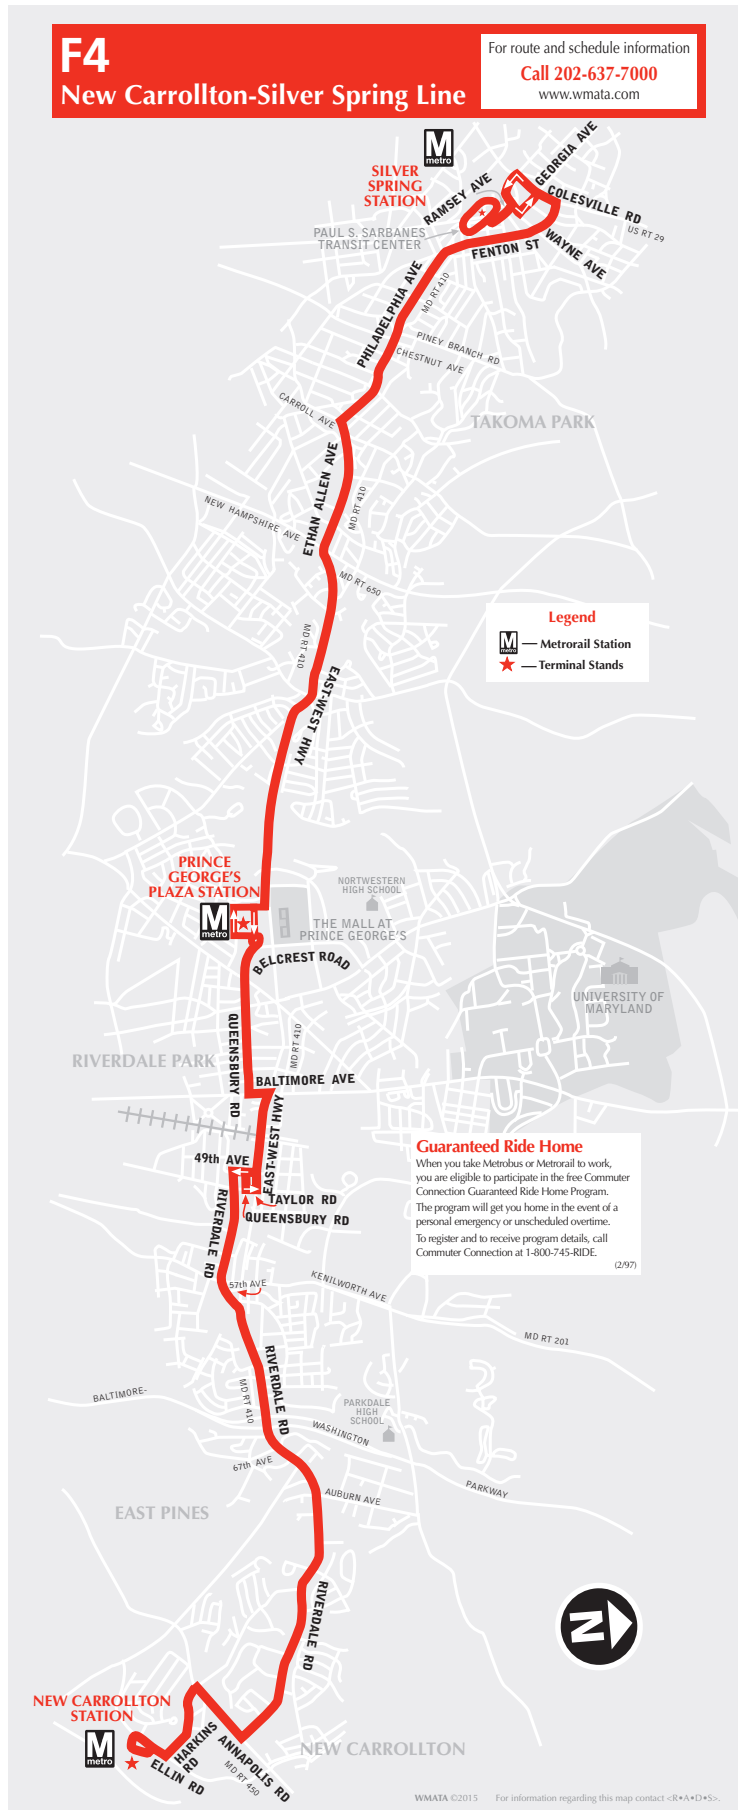 F4
New Carrollton-Silver Spring Line
For route and schedule information
Call 202-637-7000
www.wmata.com
M
metro
SILVER
SPRING
STATION
RAMSEY AVE
GEORGIA AVE
COLESVILLE RD
US RT 29
PAUL S. SARBANES
TRANSIT CENTER
FENTON ST
WAYNE AVE
PHILADELPHIA AVE
MD RT 410
PINEY BRANCH RD
CHESTNUT AVE
CARROLL AVE
TAKOMA PARK
ETHAN ALLEN AVE
MD RT 410
NEW HAMPSHIRE AVE
MD RT 650
Legend
M
metro
— Metrorail Station
— Terminal Stands
MD RT 410
EAST-WEST HWY
PRINCE
GEORGE'S
PLAZA STATION
M
metro
NORTWESTERN
HIGH SCHOOL
THE MALL AT
PRINCE GEORGE'S
BELCREST ROAD
UNIVERSITY OF
MARYLAND
QUEENSBURY RD
MD RT 410
RIVERDALE PARK
BALTIMORE AVE
EAST-WEST HWY
49th AVE
TAYLOR RD
QUEENSBURY RD
RIVERDALE RD
Guaranteed Ride Home
When you take Metrobus or Metrorail to work,
you are eligible to participate in the free Commuter
Connection Guaranteed Ride Home Program.
The program will get you home in the event of a
personal emergency or unscheduled overtime.
To register and to receive program details, call
Commuter Connection at 1-800-745-RIDE.
(2/97)
57th AVE
KENILWORTH AVE
MD RT 201
RIVERDALE RD
MD RT 410
BALTIMORE-
WASHINGTON
PARKWAY
PARKDALE
HIGH
SCHOOL
67th AVE
AUBURN AVE
EAST PINES
RIVERDALE RD
N
NEW CARROLLTON
STATION
M
metro
ELLIN RD
HARKINS
RD
ANNAPOLIS RD
MD RT 450
NEW CARROLLTON
WMATA ©2015 For information regarding this map contact <R•A•D•S>.